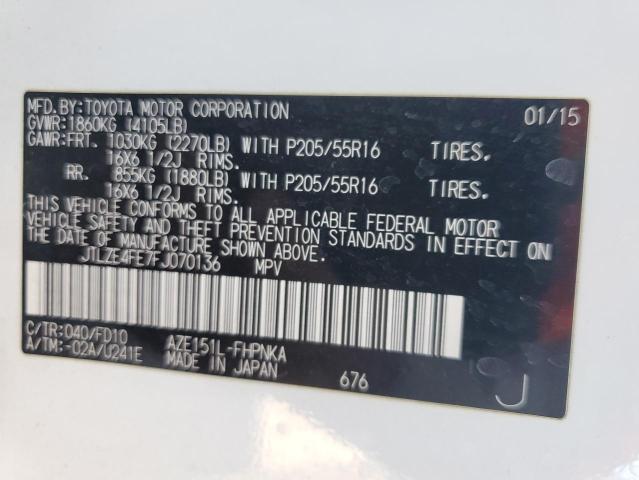 MFD. BY: TOYOTA MOTOR CORPORATION 01/15
GVWR: 1860KG (4105LB)
GAWR: FRT. 1030KG (2270LB) WITH P205/55R16 TIRES.
16X6 1/2J RIMS.
RR. 855KG (1880LB) WITH P205/55R16 TIRES.
16X6 1/2J RIMS.
THIS VEHICLE CONFORMS TO ALL APPLICABLE FEDERAL MOTOR
VEHICLE SAFETY AND THEFT PREVENTION STANDARDS IN EFFECT ON
THE DATE OF MANUFACTURE SHOWN ABOVE.
JTLZE4FE7FJ070136 MPV
C/TR: 040/FD10 AZE151L-FHPNKA
A/TM: -02A/U241E MADE IN JAPAN 676 J